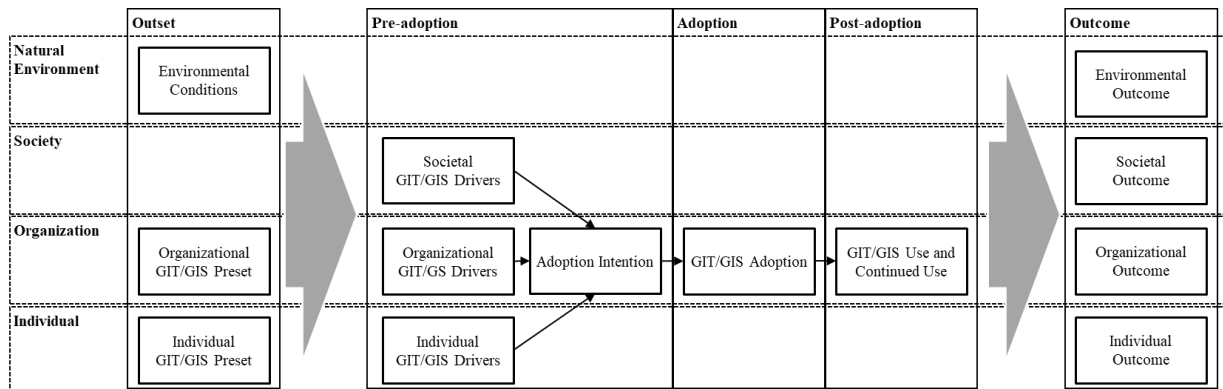 Outset
Pre-adoption
Adoption
Post-adoption
Outcome
Natural
Environment
Environmental
Conditions
Environmental
Outcome
Society
Societal
GIT/GIS Drivers
Societal
Outcome
Organization
Organizational
GIT/GIS Preset
Organizational
GIT/GS Drivers
Adoption Intention
GIT/GIS Adoption
GIT/GIS Use and
Continued Use
Organizational
Outcome
Individual
Individual
GIT/GIS Preset
Individual
GIT/GIS Drivers
Individual
Outcome